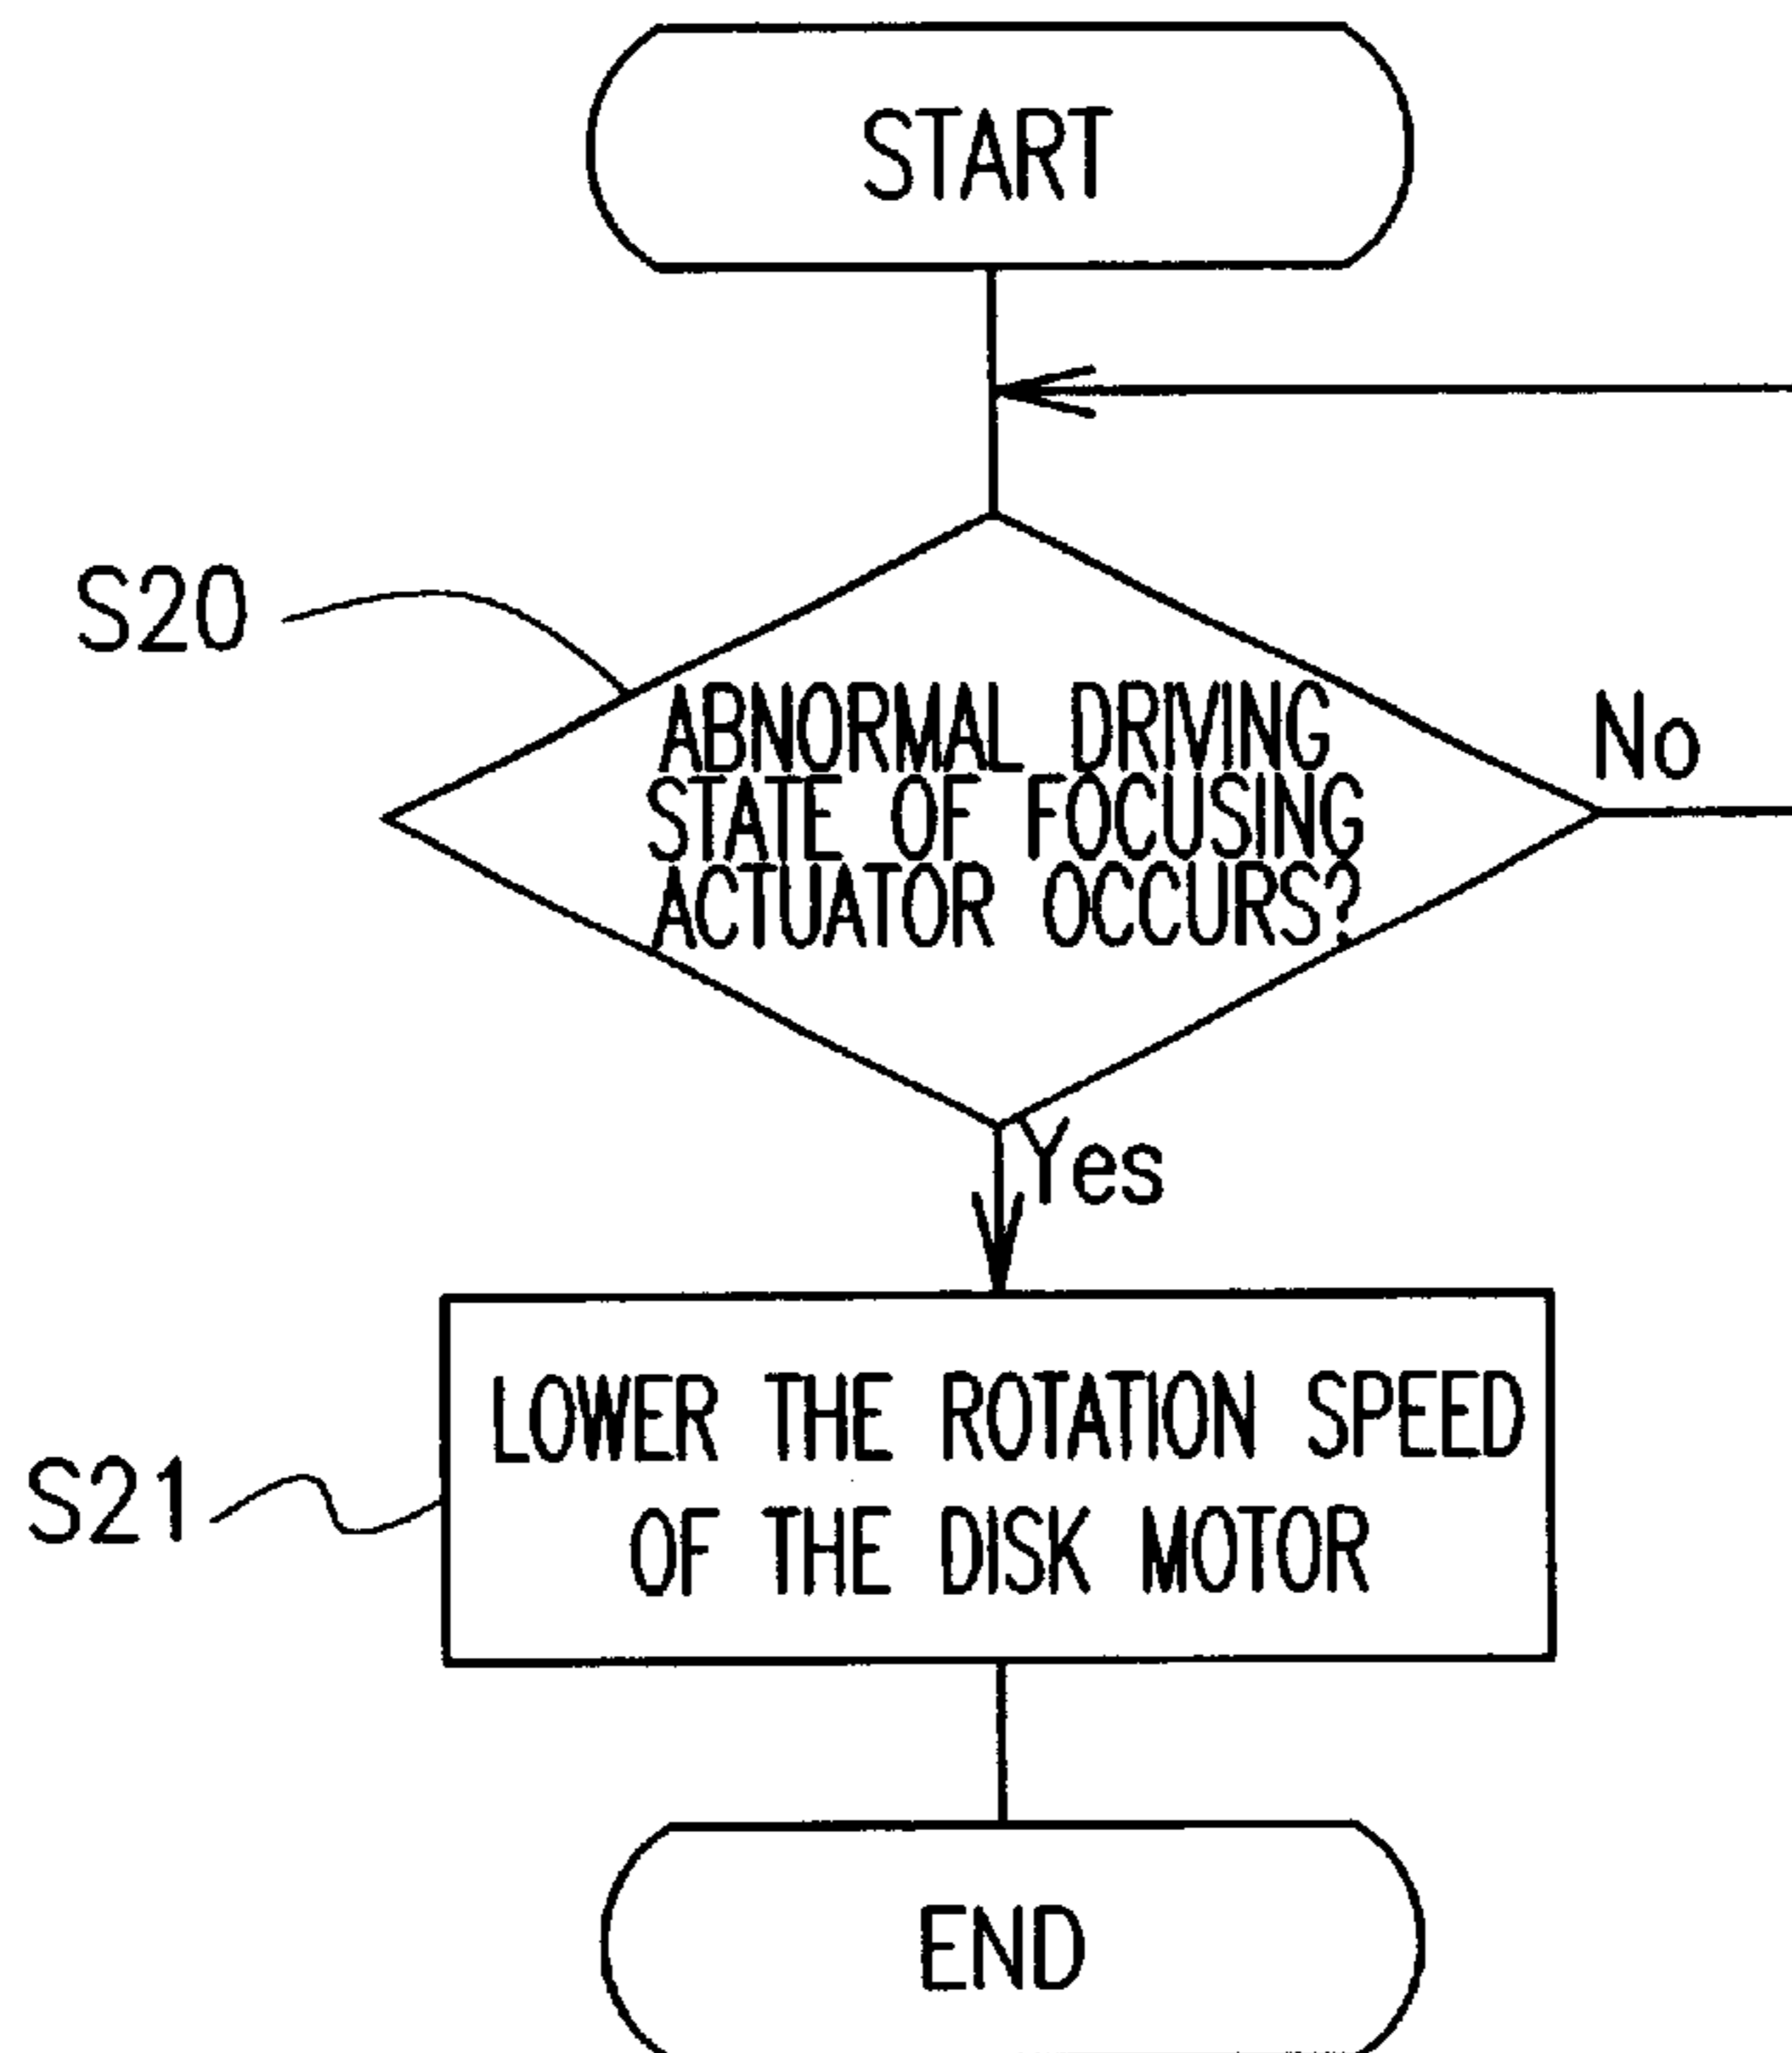 START
S20
ABNORMAL DRIVING
STATE OF FOCUSING
ACTUATOR OCCURS?
No
Yes
LOWER THE ROTATION SPEED
OF THE DISK MOTOR
S21
END